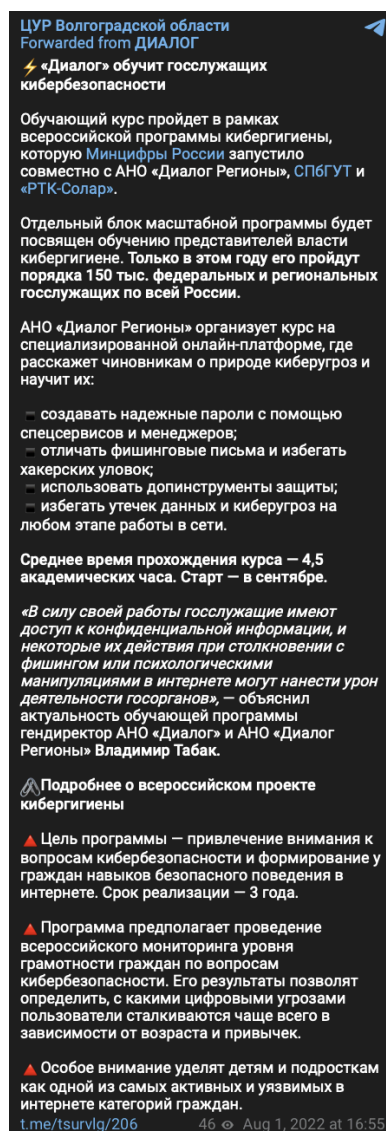 ЦУР Волгоградской области
Forwarded from ДИАЛОГ
⚡«Диалог» обучит госслужащих
кибербезопасности
Обучающий курс пройдет в рамках
всероссийской программы кибергигиены,
которую Минцифры России запустило
совместно с АНО «Диалог Регионы», СПбГУТ и
«РТК-Солар».
Отдельный блок масштабной программы будет
посвящен обучению представителей власти
кибергигиене. Только в этом году его пройдут
порядка 150 тыс. федеральных и региональных
госслужащих по всей России.
АНО «Диалог Регионы» организует курс на
специализированной онлайн-платформе, где
расскажет чиновникам о природе киберугроз и
научит их:
▪ создавать надежные пароли с помощью
спецсервисов и менеджеров;
▪ отличать фишинговые письма и избегать
хакерских уловок;
▪ использовать допинструменты защиты;
▪ избегать утечек данных и киберугроз на
любом этапе работы в сети.
Среднее время прохождения курса — 4,5
академических часа. Старт — в сентябре.
«В силу своей работы госслужащие имеют
доступ к конфиденциальной информации, и
некоторые их действия при столкновении с
фишингом или психологическими
манипуляциями в интернете могут нанести урон
деятельности госорганов», — объяснил
актуальность обучающей программы
гендиректор АНО «Диалог» и АНО «Диалог
Регионы» Владимир Табак.
🖇Подробнее о всероссийском проекте
кибергигиены
🔺Цель программы — привлечение внимания к
вопросам кибербезопасности и формирование у
граждан навыков безопасного поведения в
интернете. Срок реализации — 3 года.
🔺Программа предполагает проведение
всероссийского мониторинга уровня
грамотности граждан по вопросам
кибербезопасности. Его результаты позволят
определить, с какими цифровыми угрозами
пользователи сталкиваются чаще всего в
зависимости от возраста и привычек.
🔺Особое внимание уделят детям и подросткам
как одной из самых активных и уязвимых в
интернете категорий граждан.
t.me/tsurvlg/206 46 Aug 1, 2022 at 16:55